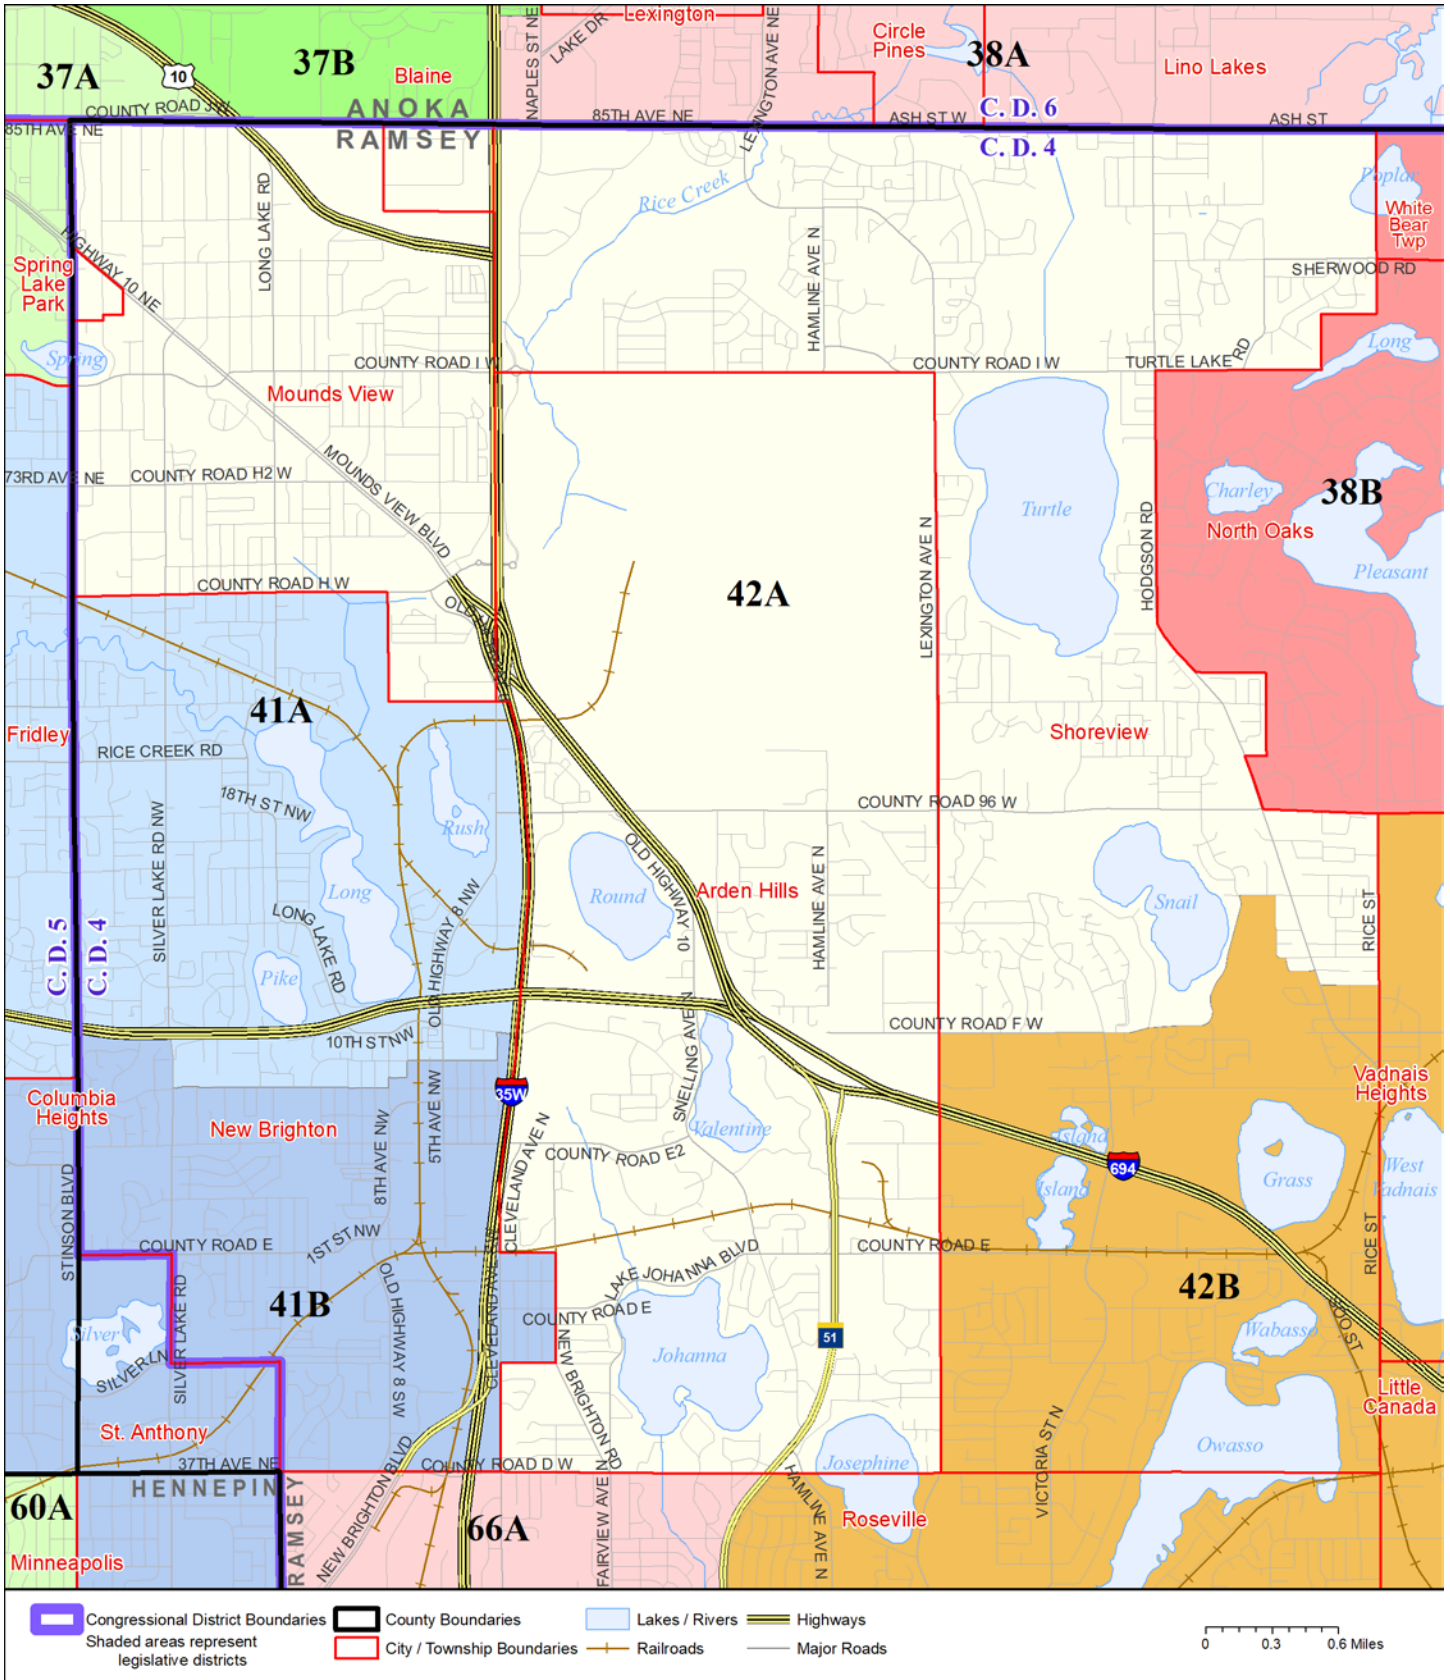 Lexington
Circle
Pines
38A
Lino Lakes
37A
10
37B
Blaine
LAKE DR
NAPLES ST NE
LEXINGTON AVE NE
COUNTY ROAD J W
ANOKA
85TH AVE NE
C. D. 6
ASH ST W
ASH ST
85TH AVE NE
RAMSEY
C. D. 4
Poplar
White
Bear
Twp
Rice Creek
LONG LAKE RD
HIGHWAY 10 NE
Spring
Lake
Park
HAMLINE AVE N
SHERWOOD RD
Spring
Long
COUNTY ROAD I W
COUNTY ROAD I W
TURTLE LAKE RD
Mounds View
73RD AVE NE
COUNTY ROAD H2 W
MOUNDS VIEW BLVD
Turtle
Charley
38B
North Oaks
Pleasant
HODGSON RD
LEXINGTON AVE N
COUNTY ROAD H W
42A
41A
Fridley
RICE CREEK RD
Shoreview
18TH ST NW
Rush
COUNTY ROAD 96 W
SILVER LAKE RD NW
Long
OLD HIGHWAY 8 NW
Round
OLD HIGHWAY 10
Arden Hills
HAMLINE AVE N
Snail
RICE ST
LONG LAKE RD
C. D. 5
C. D. 4
Pike
10TH ST NW
COUNTY ROAD F W
SNELLING AVE N
Columbia
Heights
New Brighton
35W
Vadnais
Heights
8TH AVE NW
5TH AVE NW
CLEVELAND AVE N
Valentine
COUNTY ROAD E2
Island
694
Island
Grass
West
Vadnais
STINSON BLVD
COUNTY ROAD E
1ST ST NW
COUNTY ROAD E
RICE ST
LAKE JOHANNA BLVD
41B
COUNTY ROAD E
42B
Silver
SILVER LN
SILVER LAKE RD
OLD HIGHWAY 8 SW
Johanna
51
Wabasso
SOO ST
NEW BRIGHTON RD
Little
Canada
St. Anthony
VICTORIA ST N
Owasso
37TH AVE NE
COUNTY ROAD D W
Josephine
HENNEPIN
RAMSEY
60A
NEW BRIGHTON BLVD
66A
FAIRVIEW AVE N
HAMLINE AVE N
Roseville
Minneapolis
Congressional District Boundaries
County Boundaries
Lakes / Rivers
Highways
Shaded areas represent
legislative districts
City / Township Boundaries
Railroads
Major Roads
0 0.3 0.6 Miles